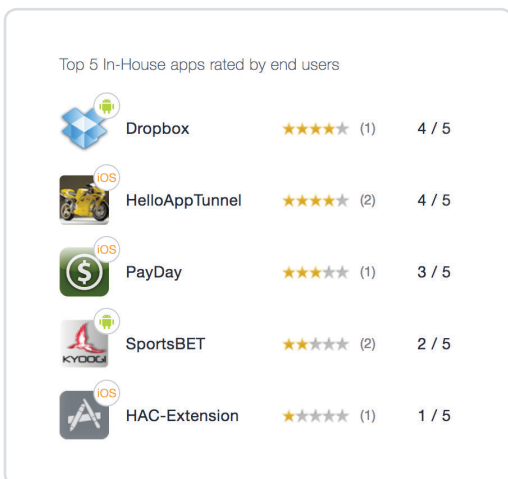 Top 5 In-House apps rated by end users
Dropbox (1) 4 / 5
iOS
HelloAppTunnel (2) 4 / 5
iOS
PayDay (1) 3 / 5
$
SportsBET (2) 2 / 5
KYOOGI
iOS
HAC-Extension (1) 1 / 5